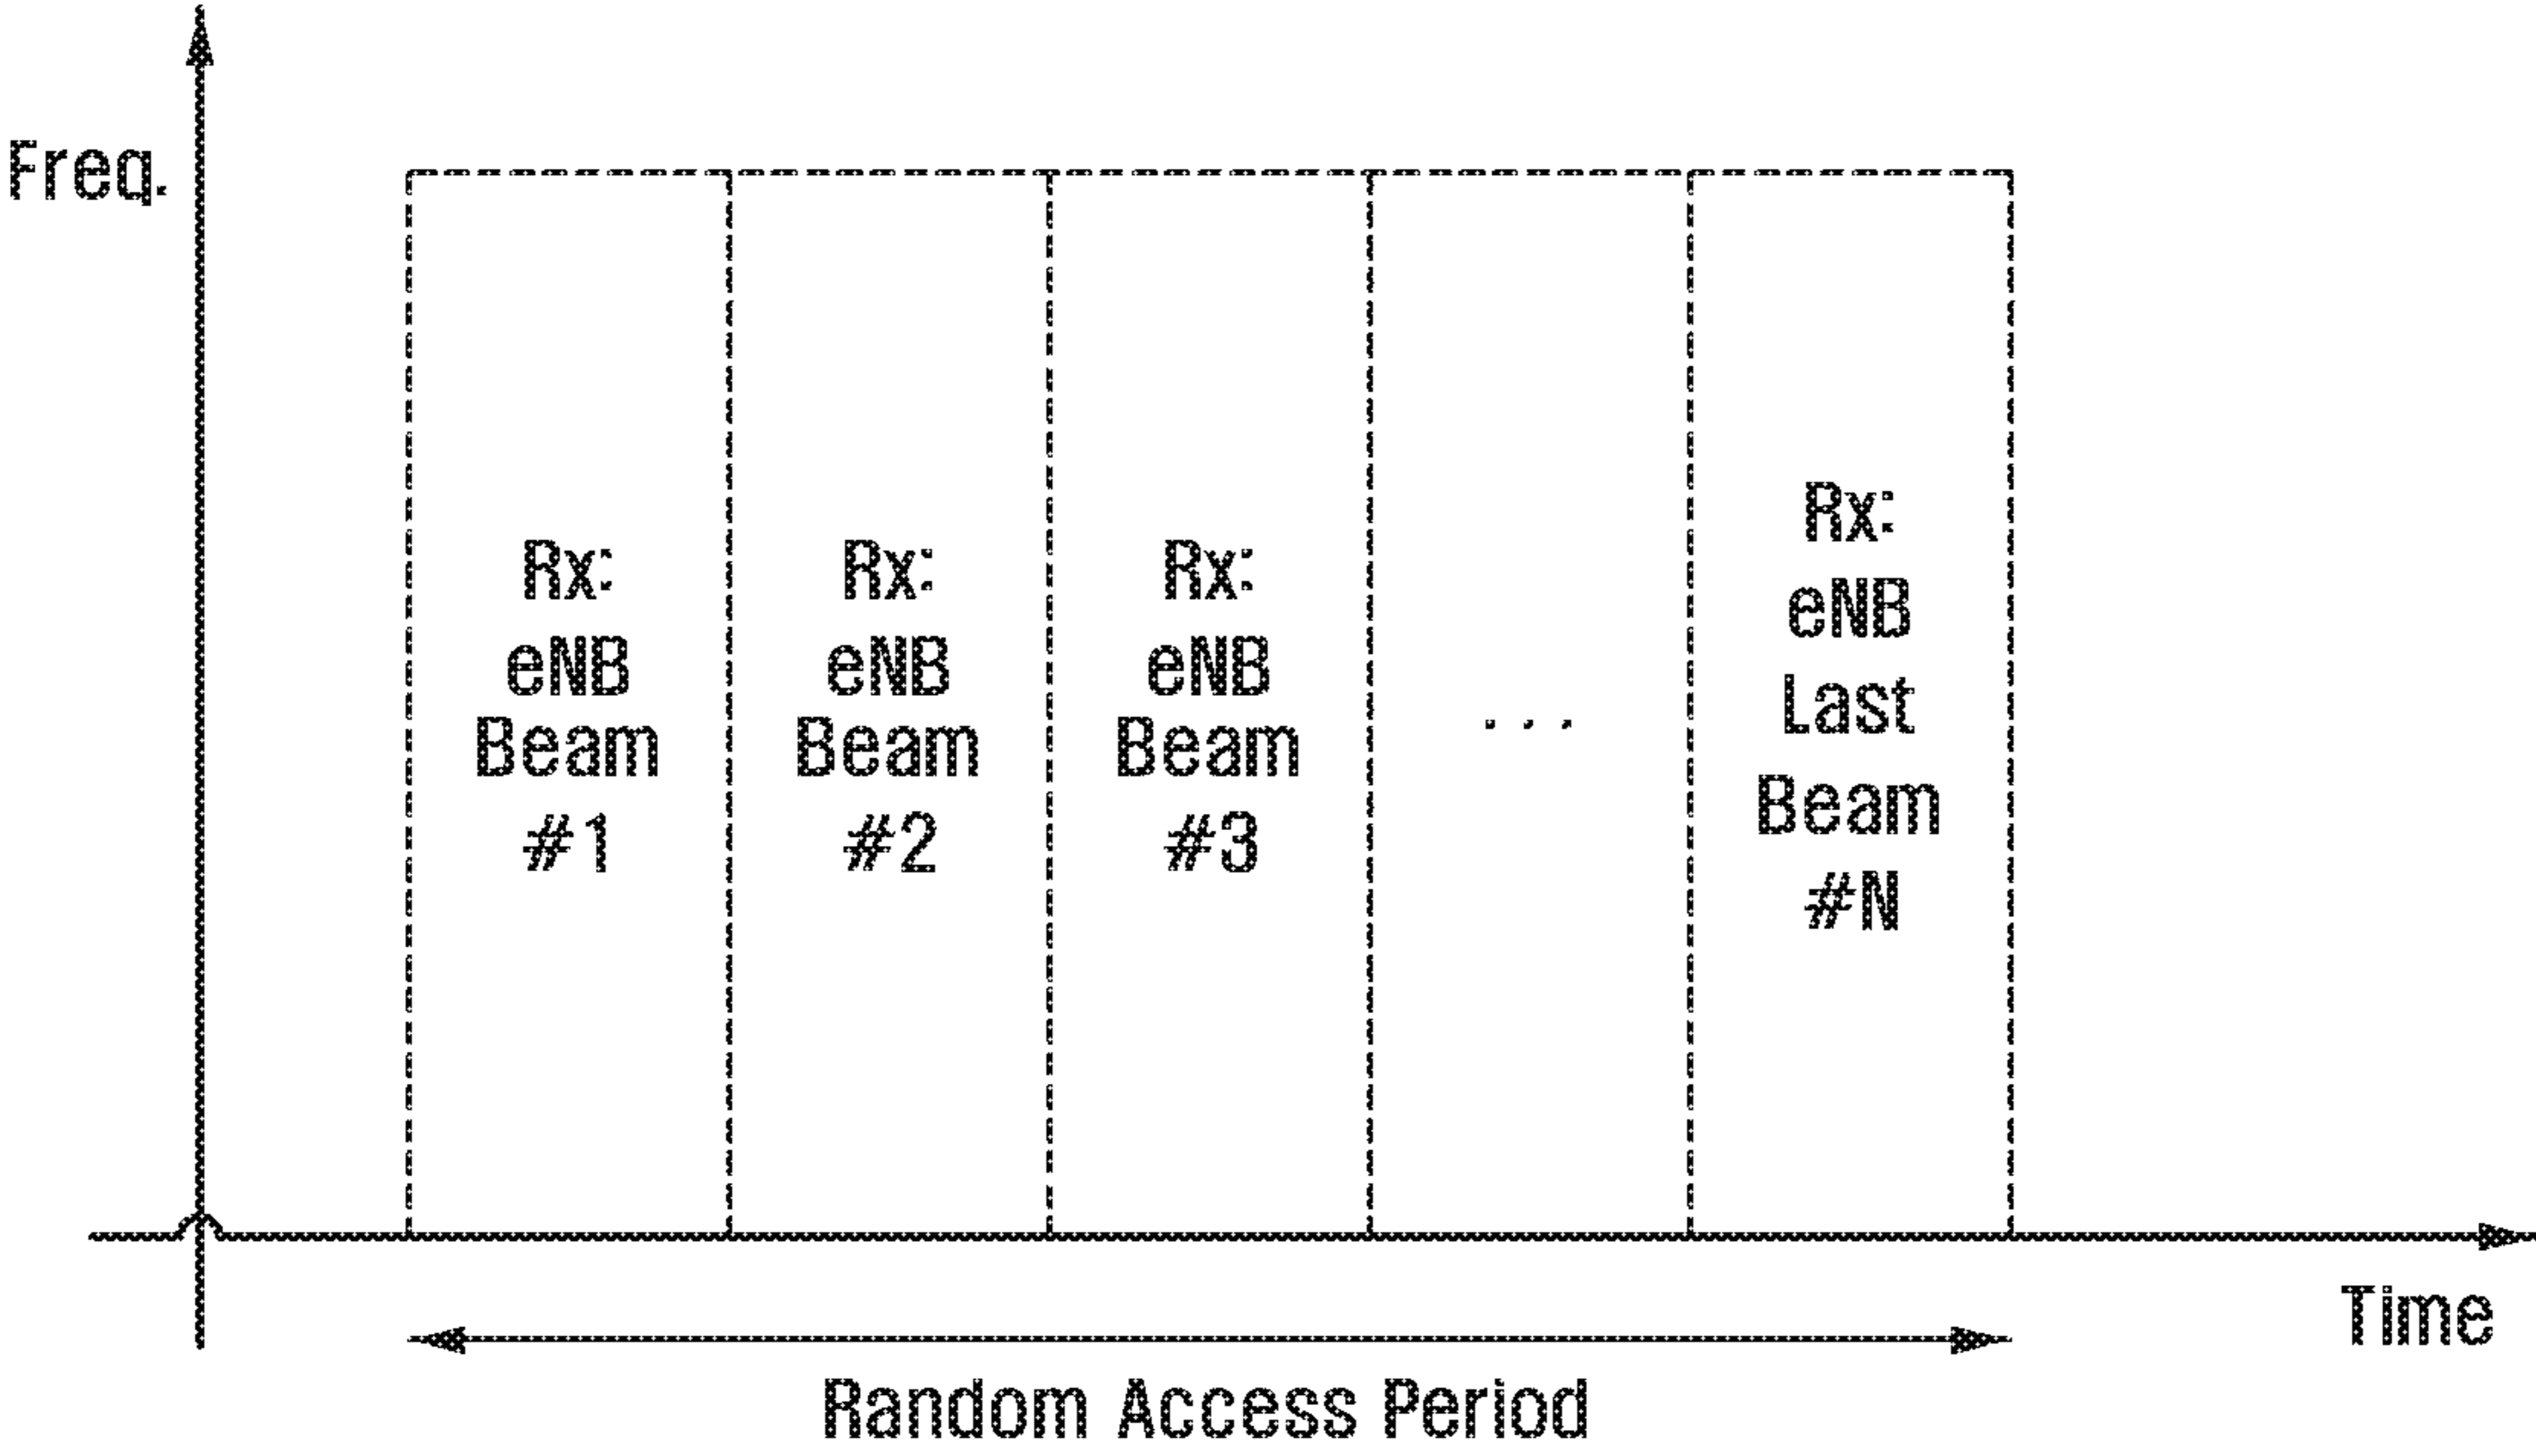 Freq.
Rx:
eNB
Beam
#1
Rx:
eNB
Beam
#2
Rx:
eNB
Beam
#3
...
Rx:
eNB
Last
Beam
#N
Time
Random Access Period